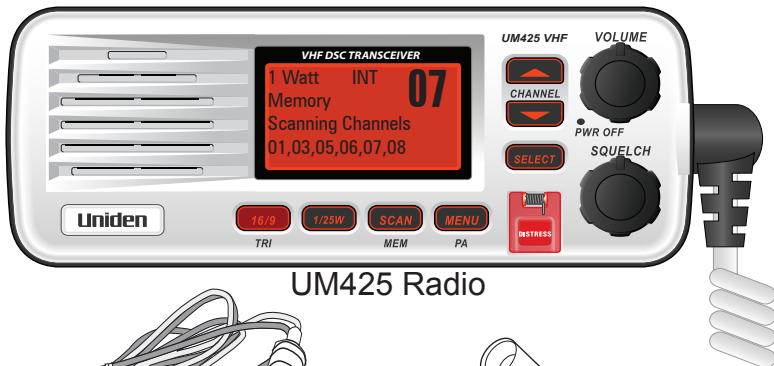 UM425 VHF
VOLUME
VHF DSC TRANSCEIVER
1 Watt INT 07
Memory
Scanning Channels
01,03,05,06,07,08
CHANNEL
PWR OFF
SELECT
SQUELCH
Uniden
16/9 1/25W SCAN MENU
TRI MEM PA
DISTRESS
UM425 Radio